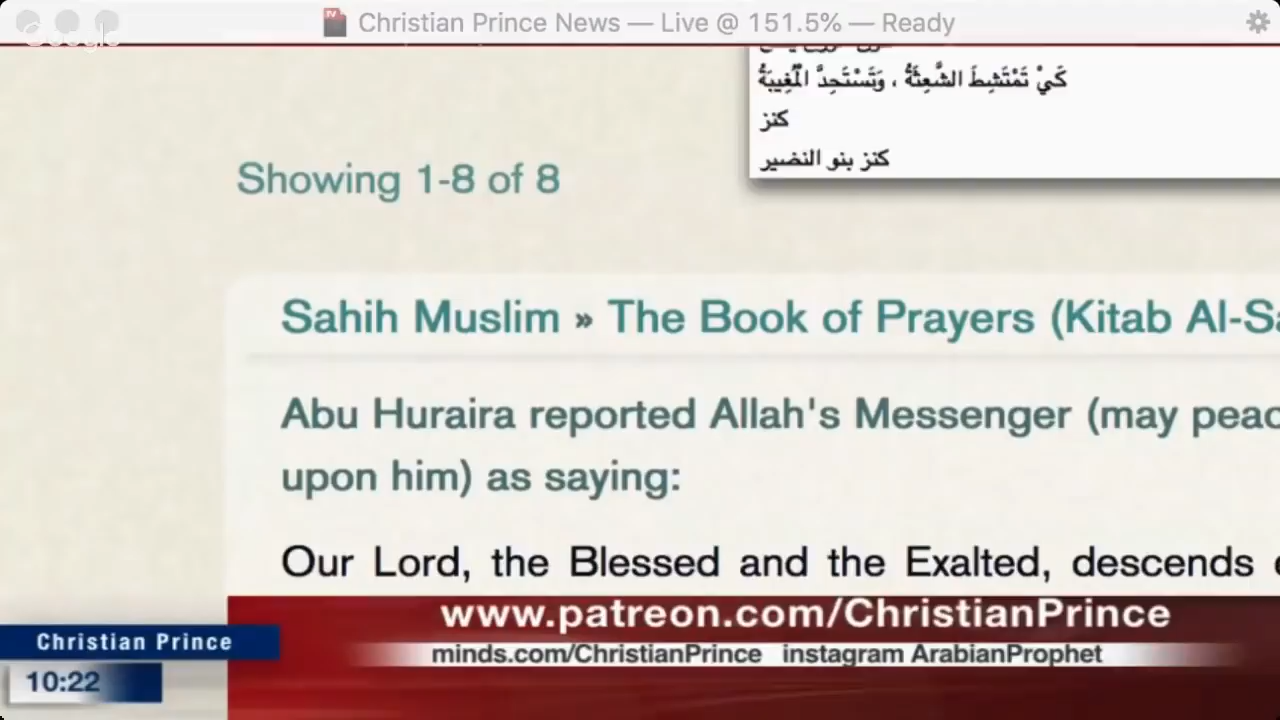 Christian Prince News — Live @ 151.5% — Ready
Google
كَيْ تَمْتَشِطَ الشَّعِثَةُ ، وَتَسْتَحِدَّ الْمُغِيبَةُ
كنز
كنز بنو النضير
Showing 1-8 of 8
Sahih Muslim » The Book of Prayers (Kitab Al-Sa
Abu Huraira reported Allah's Messenger (may peac
upon him) as saying:
Our Lord, the Blessed and the Exalted, descends
www.patreon.com/ChristianPrince
minds.com/ChristianPrince instagram ArabianProphet
Christian Prince
10:22